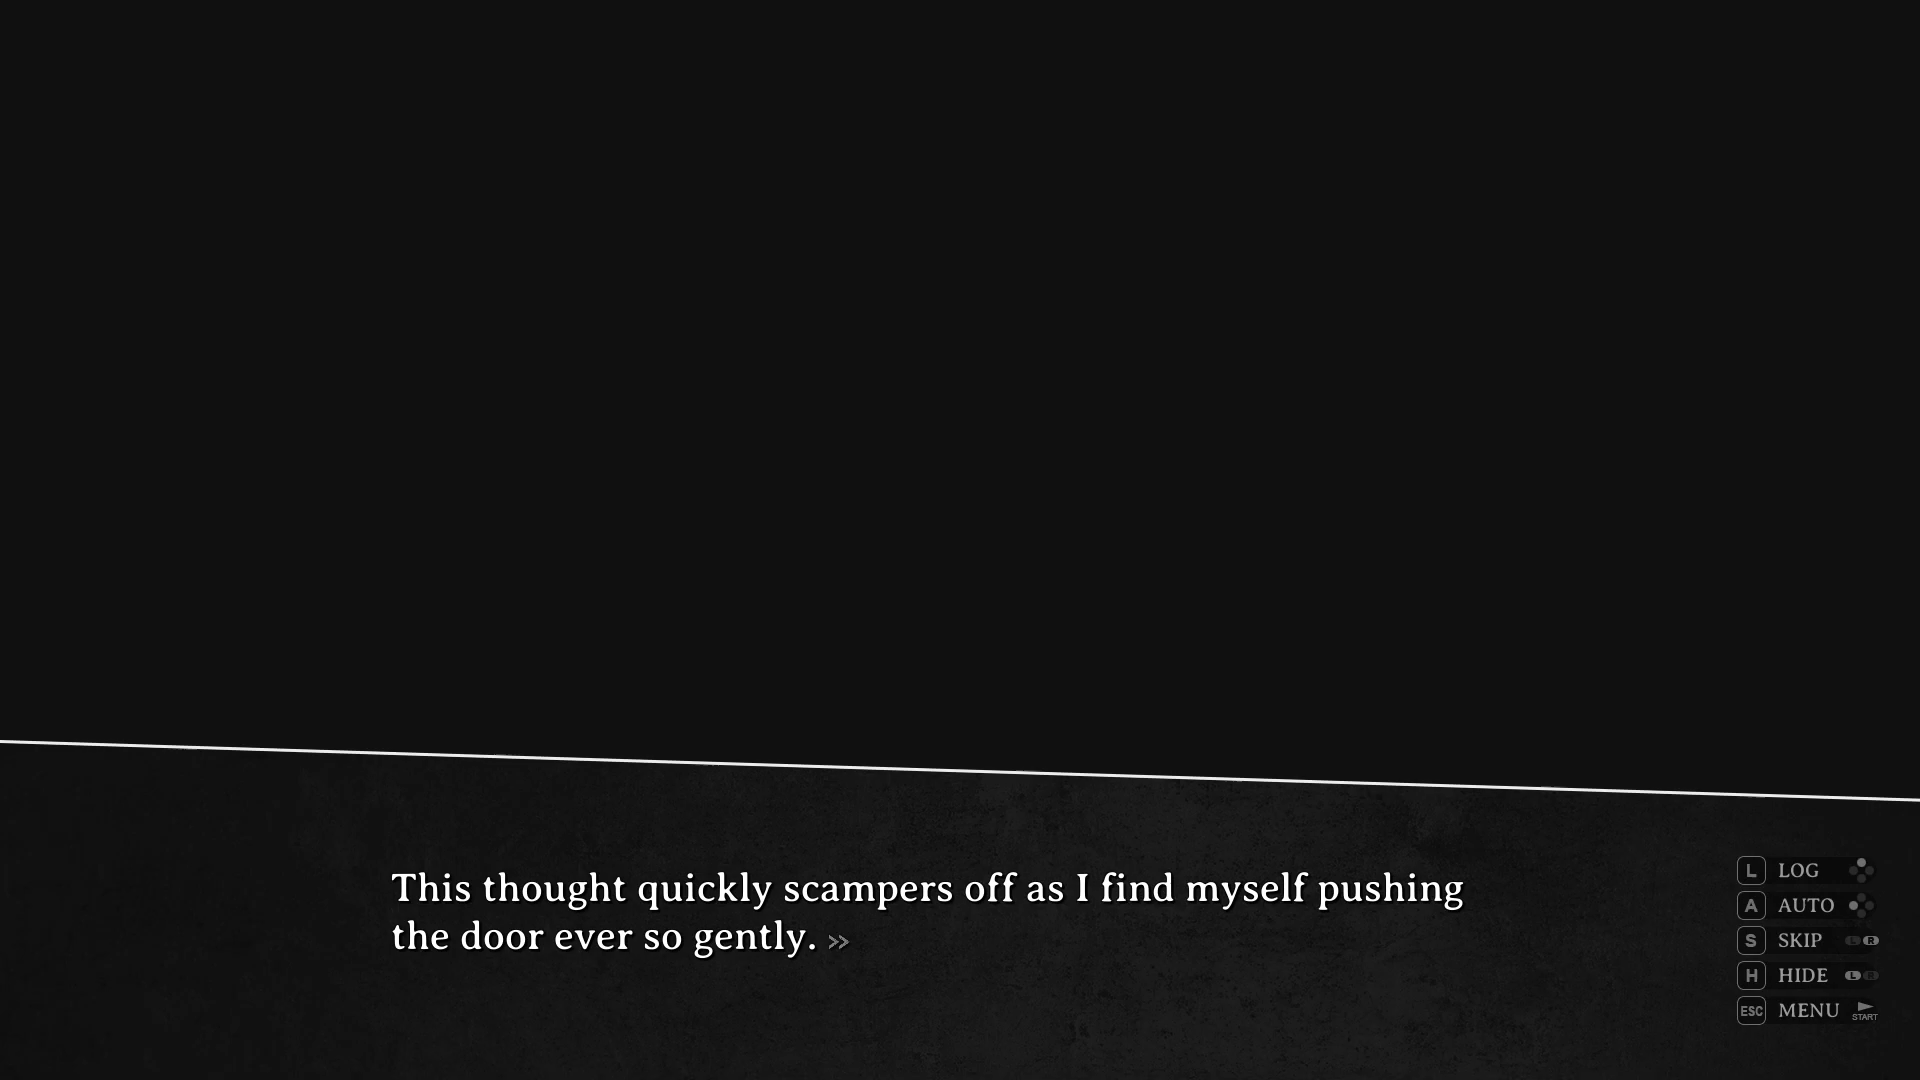 This thought quickly scampers off as I find myself pushing
the door ever so gently. »
L LOG
A AUTO
S SKIP L R
H HIDE L R
ESC MENU START